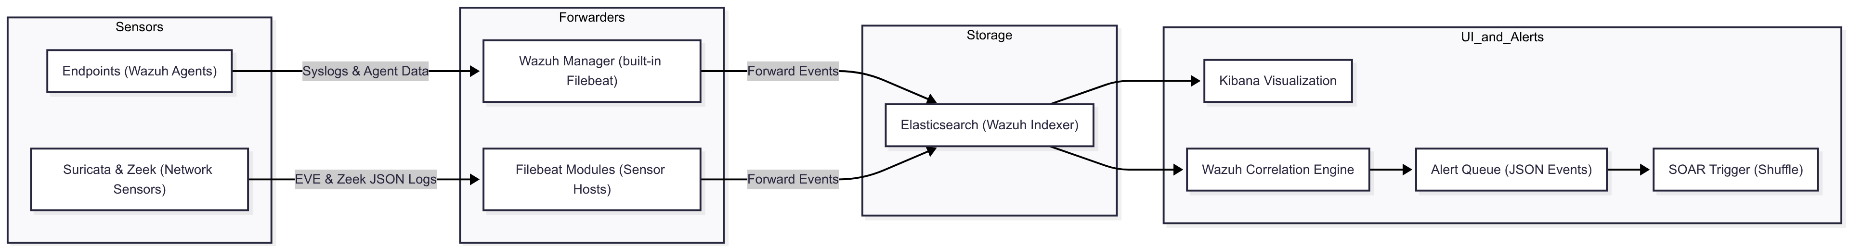 Sensors
Endpoints (Wazuh Agents)
Suricata & Zeek (Network
Sensors)
Syslogs & Agent Data
EVE & Zeek JSON Logs
Forwarders
Wazuh Manager (built-in
Filebeat)
Filebeat Modules (Sensor
Hosts)
Forward Events
Forward Events
Storage
Elasticsearch (Wazuh Indexer)
UI_and_Alerts
Kibana Visualization
Wazuh Correlation Engine
Alert Queue (JSON Events)
SOAR Trigger (Shuffle)